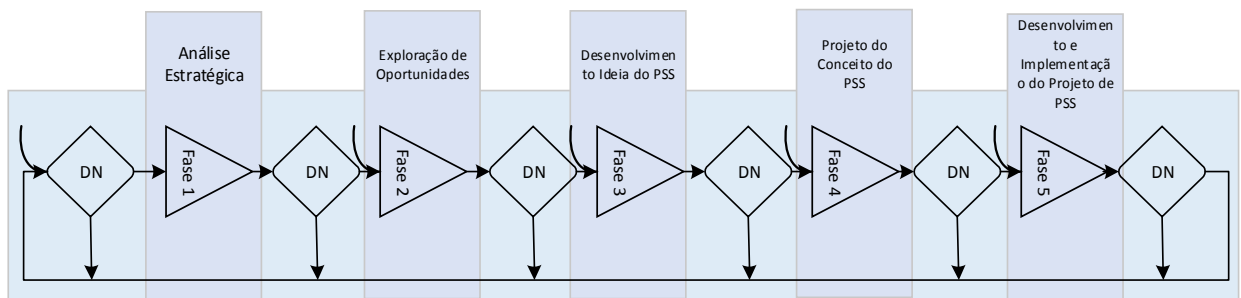 Análise
Estratégica
Exploração de
Oportunidades
Desenvolvimen
to Ideia do PSS
Projeto do
Conceito do
PSS
Desenvolvimen
to e
Implementaçã
o do Projeto de
PSS
DN
Fase 1
DN
Fase 2
DN
Fase 3
DN
Fase 4
DN
Fase 5
DN